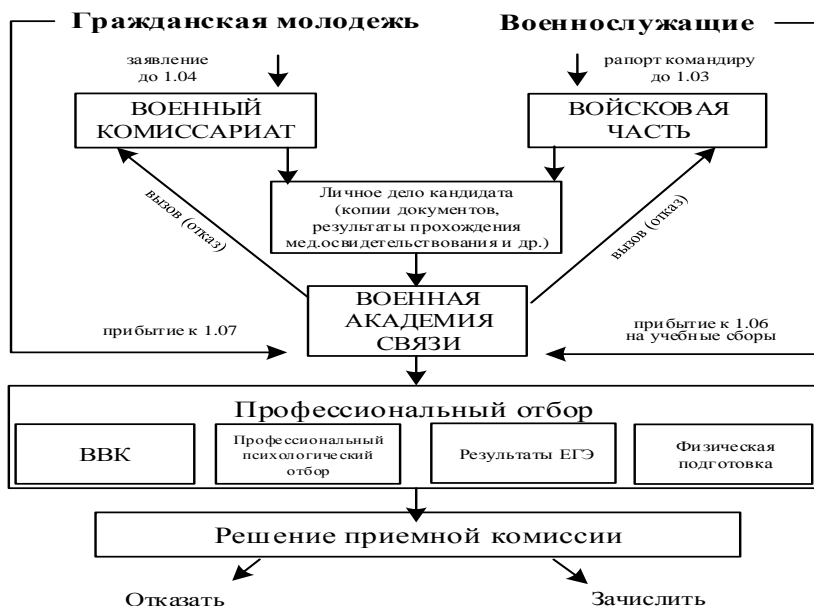 Гражданская молодежь
Военнослужащие
заявление
до 1.04
рапорт командиру
до 1.03
ВОЕННЫЙ
КОМИССАРИАТ
ВОЙСКОВАЯ
ЧАСТЬ
Личное дело кандидата
(копии документов,
результаты прохождения
мед.освидетельствования и др.)
вызов (отказ)
вызов (отказ)
ВОЕННАЯ
АКАДЕМИЯ
СВЯЗИ
прибытие к 1.07
прибытие к 1.06
на учебные сборы
Профессиональный отбор
ВВК
Профессиональный
психологический
отбор
Результаты ЕГЭ
Физическая
подготовка
Решение приемной комиссии
Отказать
Зачислить